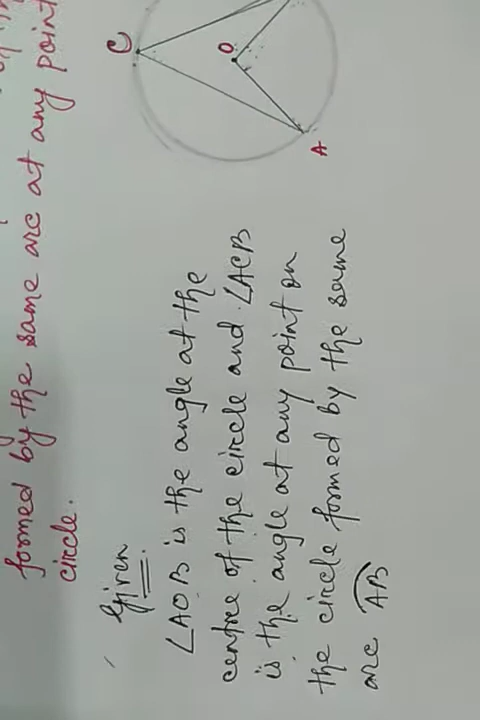 formed by the same arc at any point
circle.
Given
∠AOB is the angle at the
centre of the circle and ∠ACB
is the angle at any point on
the circle formed by the same
arc AB
C
O
A